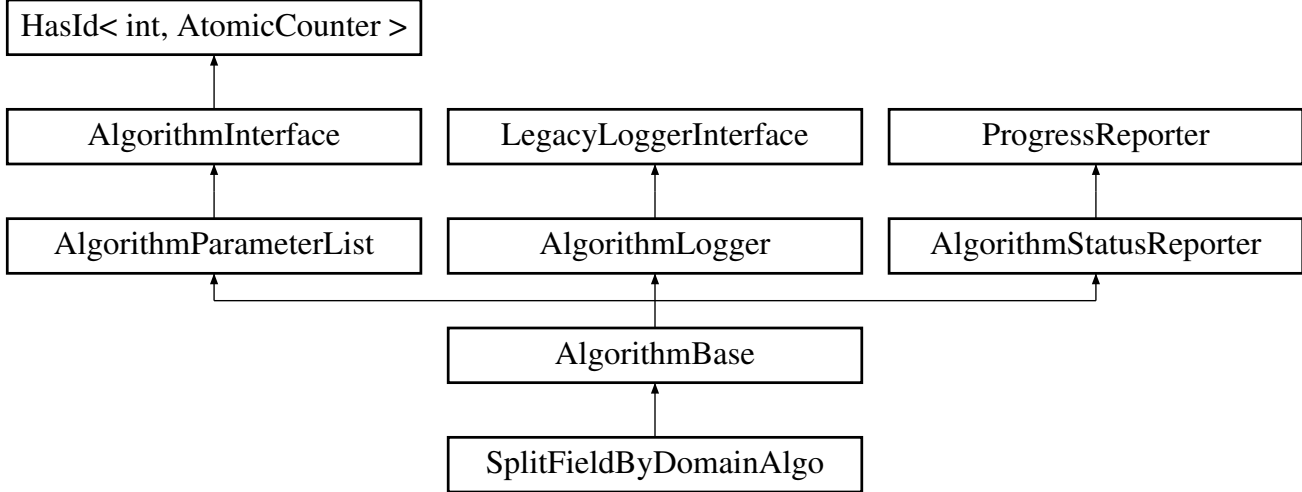 HasId< int, AtomicCounter >
AlgorithmInterface
LegacyLoggerInterface
ProgressReporter
AlgorithmParameterList
AlgorithmLogger
AlgorithmStatusReporter
AlgorithmBase
SplitFieldByDomainAlgo